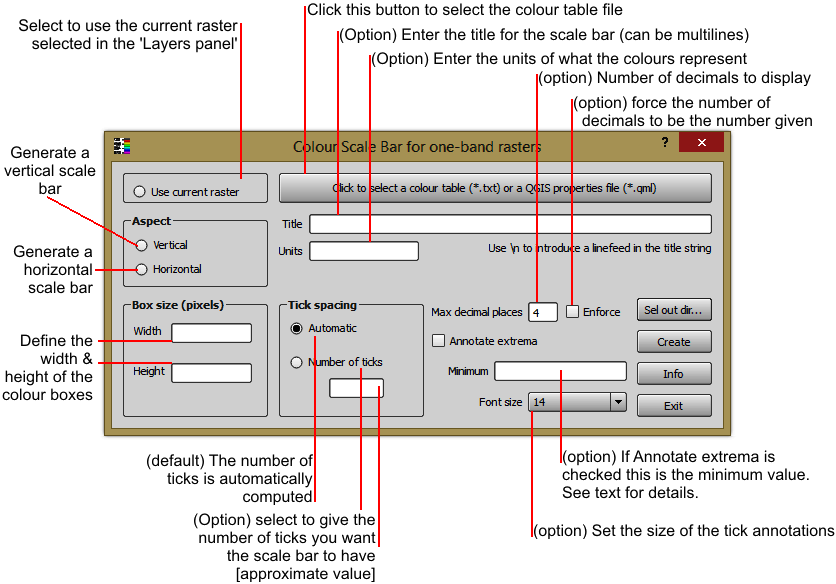 Click this button to select the colour table file
Select to use the current raster
selected in the 'Layers panel'
(Option) Enter the title for the scale bar (can be multilines)
(Option) Enter the units of what the colours represent
(option) Number of decimals to display
(option) force the number of
decimals to be the number given
Generate a
vertical scale
bar
Generate a
horizontal
scale bar
Define the
width &
height of the
colour boxes
Colour Scale Bar for one-band rasters
?
x
Use current raster
Click to select a colour table (*.txt) or a QGIS properties file (*.qml)
Aspect
Vertical
Horizontal
Title
Units
Use \n to introduce a linefeed in the title string
Box size (pixels)
Width
Height
Tick spacing
Automatic
Number of ticks
Max decimal places
4
Enforce
Sel out dir...
Annotate extrema
Create
Minimum
Info
Font size
14
Exit
(default) The number of
ticks is automatically
computed
(Option) select to give the
number of ticks you want
the scale bar to have
[approximate value]
(option) If Annotate extrema is
checked this is the minimum value.
See text for details.
(option) Set the size of the tick annotations